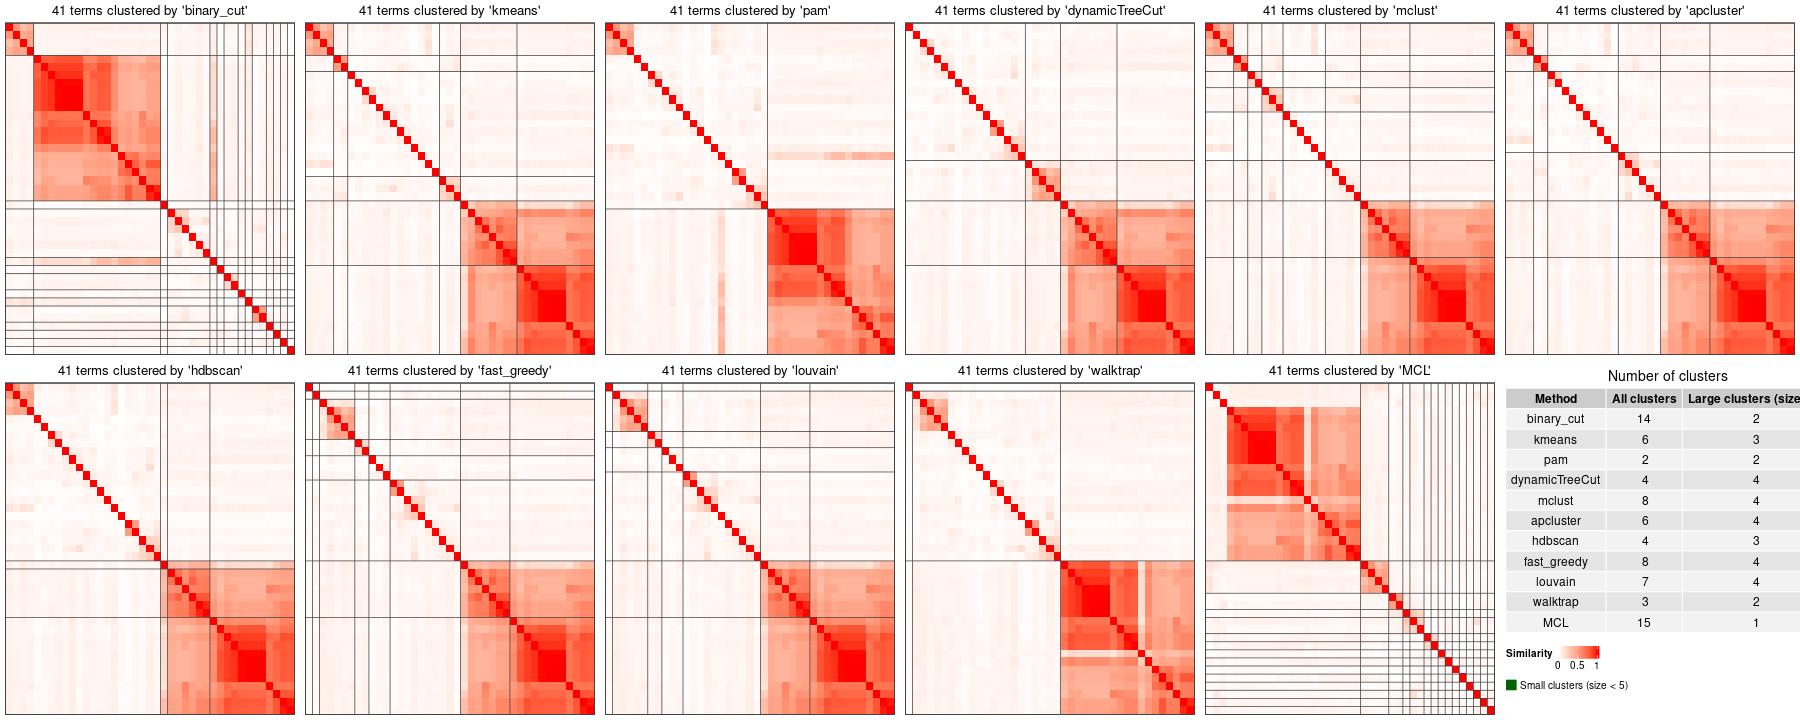 41 terms clustered by 'binary_cut'
41 terms clustered by 'kmeans'
41 terms clustered by 'pam'
41 terms clustered by 'dynamicTreeCut'
41 terms clustered by 'mclust'
41 terms clustered by 'apcluster'
41 terms clustered by 'hdbscan'
41 terms clustered by 'fast_greedy'
41 terms clustered by 'louvain'
41 terms clustered by 'walktrap'
41 terms clustered by 'MCL'
Number of clusters
Method All clusters Large clusters (size
binary_cut 14 2
kmeans 6 3
pam 2 2
dynamicTreeCut 4 4
mclust 8 4
apcluster 6 4
hdbscan 4 3
fast_greedy 8 4
louvain 7 4
walktrap 3 2
MCL 15 1
Similarity
0 0.5 1
Small clusters (size < 5)